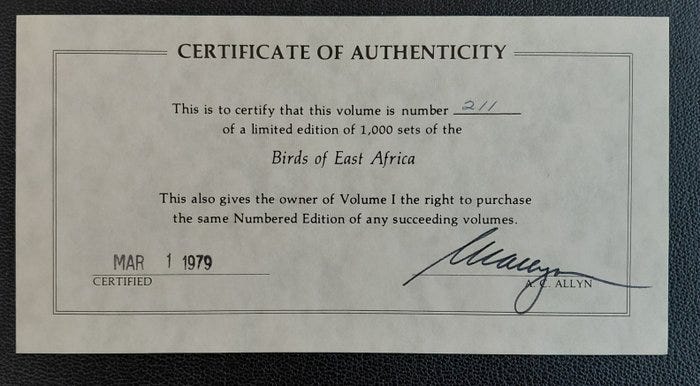 CERTIFICATE OF AUTHENTICITY
This is to certify that this volume is number 211
of a limited edition of 1,000 sets of the
Birds of East Africa
This also gives the owner of Volume I the right to purchase
the same Numbered Edition of any succeeding volumes.
MAR 1 1979
CERTIFIED
A. C. ALLYN